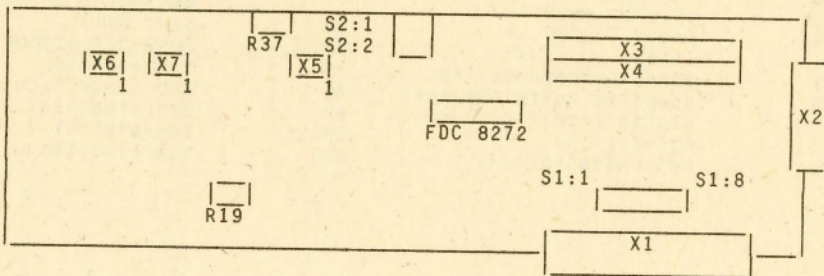 S2:1
R37 S2:2
X3
X6 X7 X5 X4
1 1 1
X2
FDC 8272
S1:1 S1:8
R19
X1